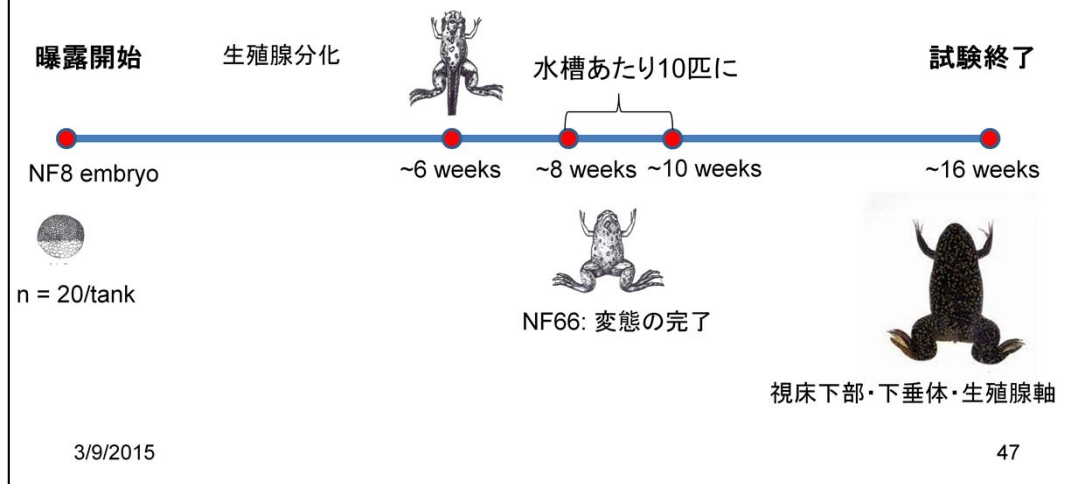 曝露開始
生殖腺分化
水槽あたり10匹に
試験終了
NF8 embryo
~6 weeks
~8 weeks
~10 weeks
~16 weeks
n = 20/tank
NF66: 変態の完了
視床下部・下垂体・生殖腺軸
3/9/2015
47